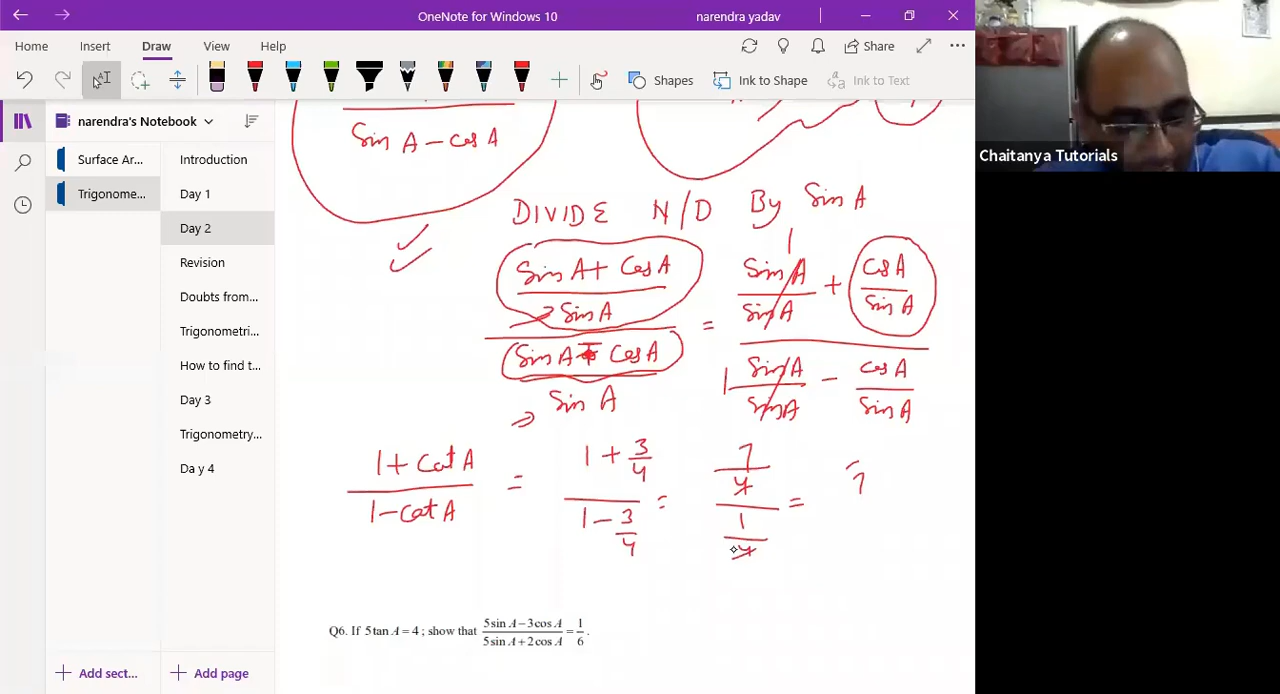 OneNote for Windows 10
narendra yadav
Home Insert Draw View Help
Share
Shapes
Ink to Shape
Ink to Text
narendra's Notebook
Surface Ar...
Trigonome...
Introduction
Day 1
Day 2
Revision
Doubts from...
Trigonometri...
How to find t...
Day 3
Trigonometry...
Da y 4
Add sect...
Add page
Chaitanya Tutorials
Sin A - cos A
DIVIDE N/D By Sin A
1
Sin A + Cos A
Sin A
Sin A - Cos A
Sin A
=
Sin A / Sin A + Cos A / Sin A
1 Sin A / Sin A - Cos A / Sin A
1 + cot A / 1 - cot A = 1 + 3/4 / 1 - 3/4 = 7/4 / 1/4 = 7
Q6. If 5 tan A = 4 ; show that 5 sin A − 3 cos A / 5 sin A + 2 cos A = 1/6 .